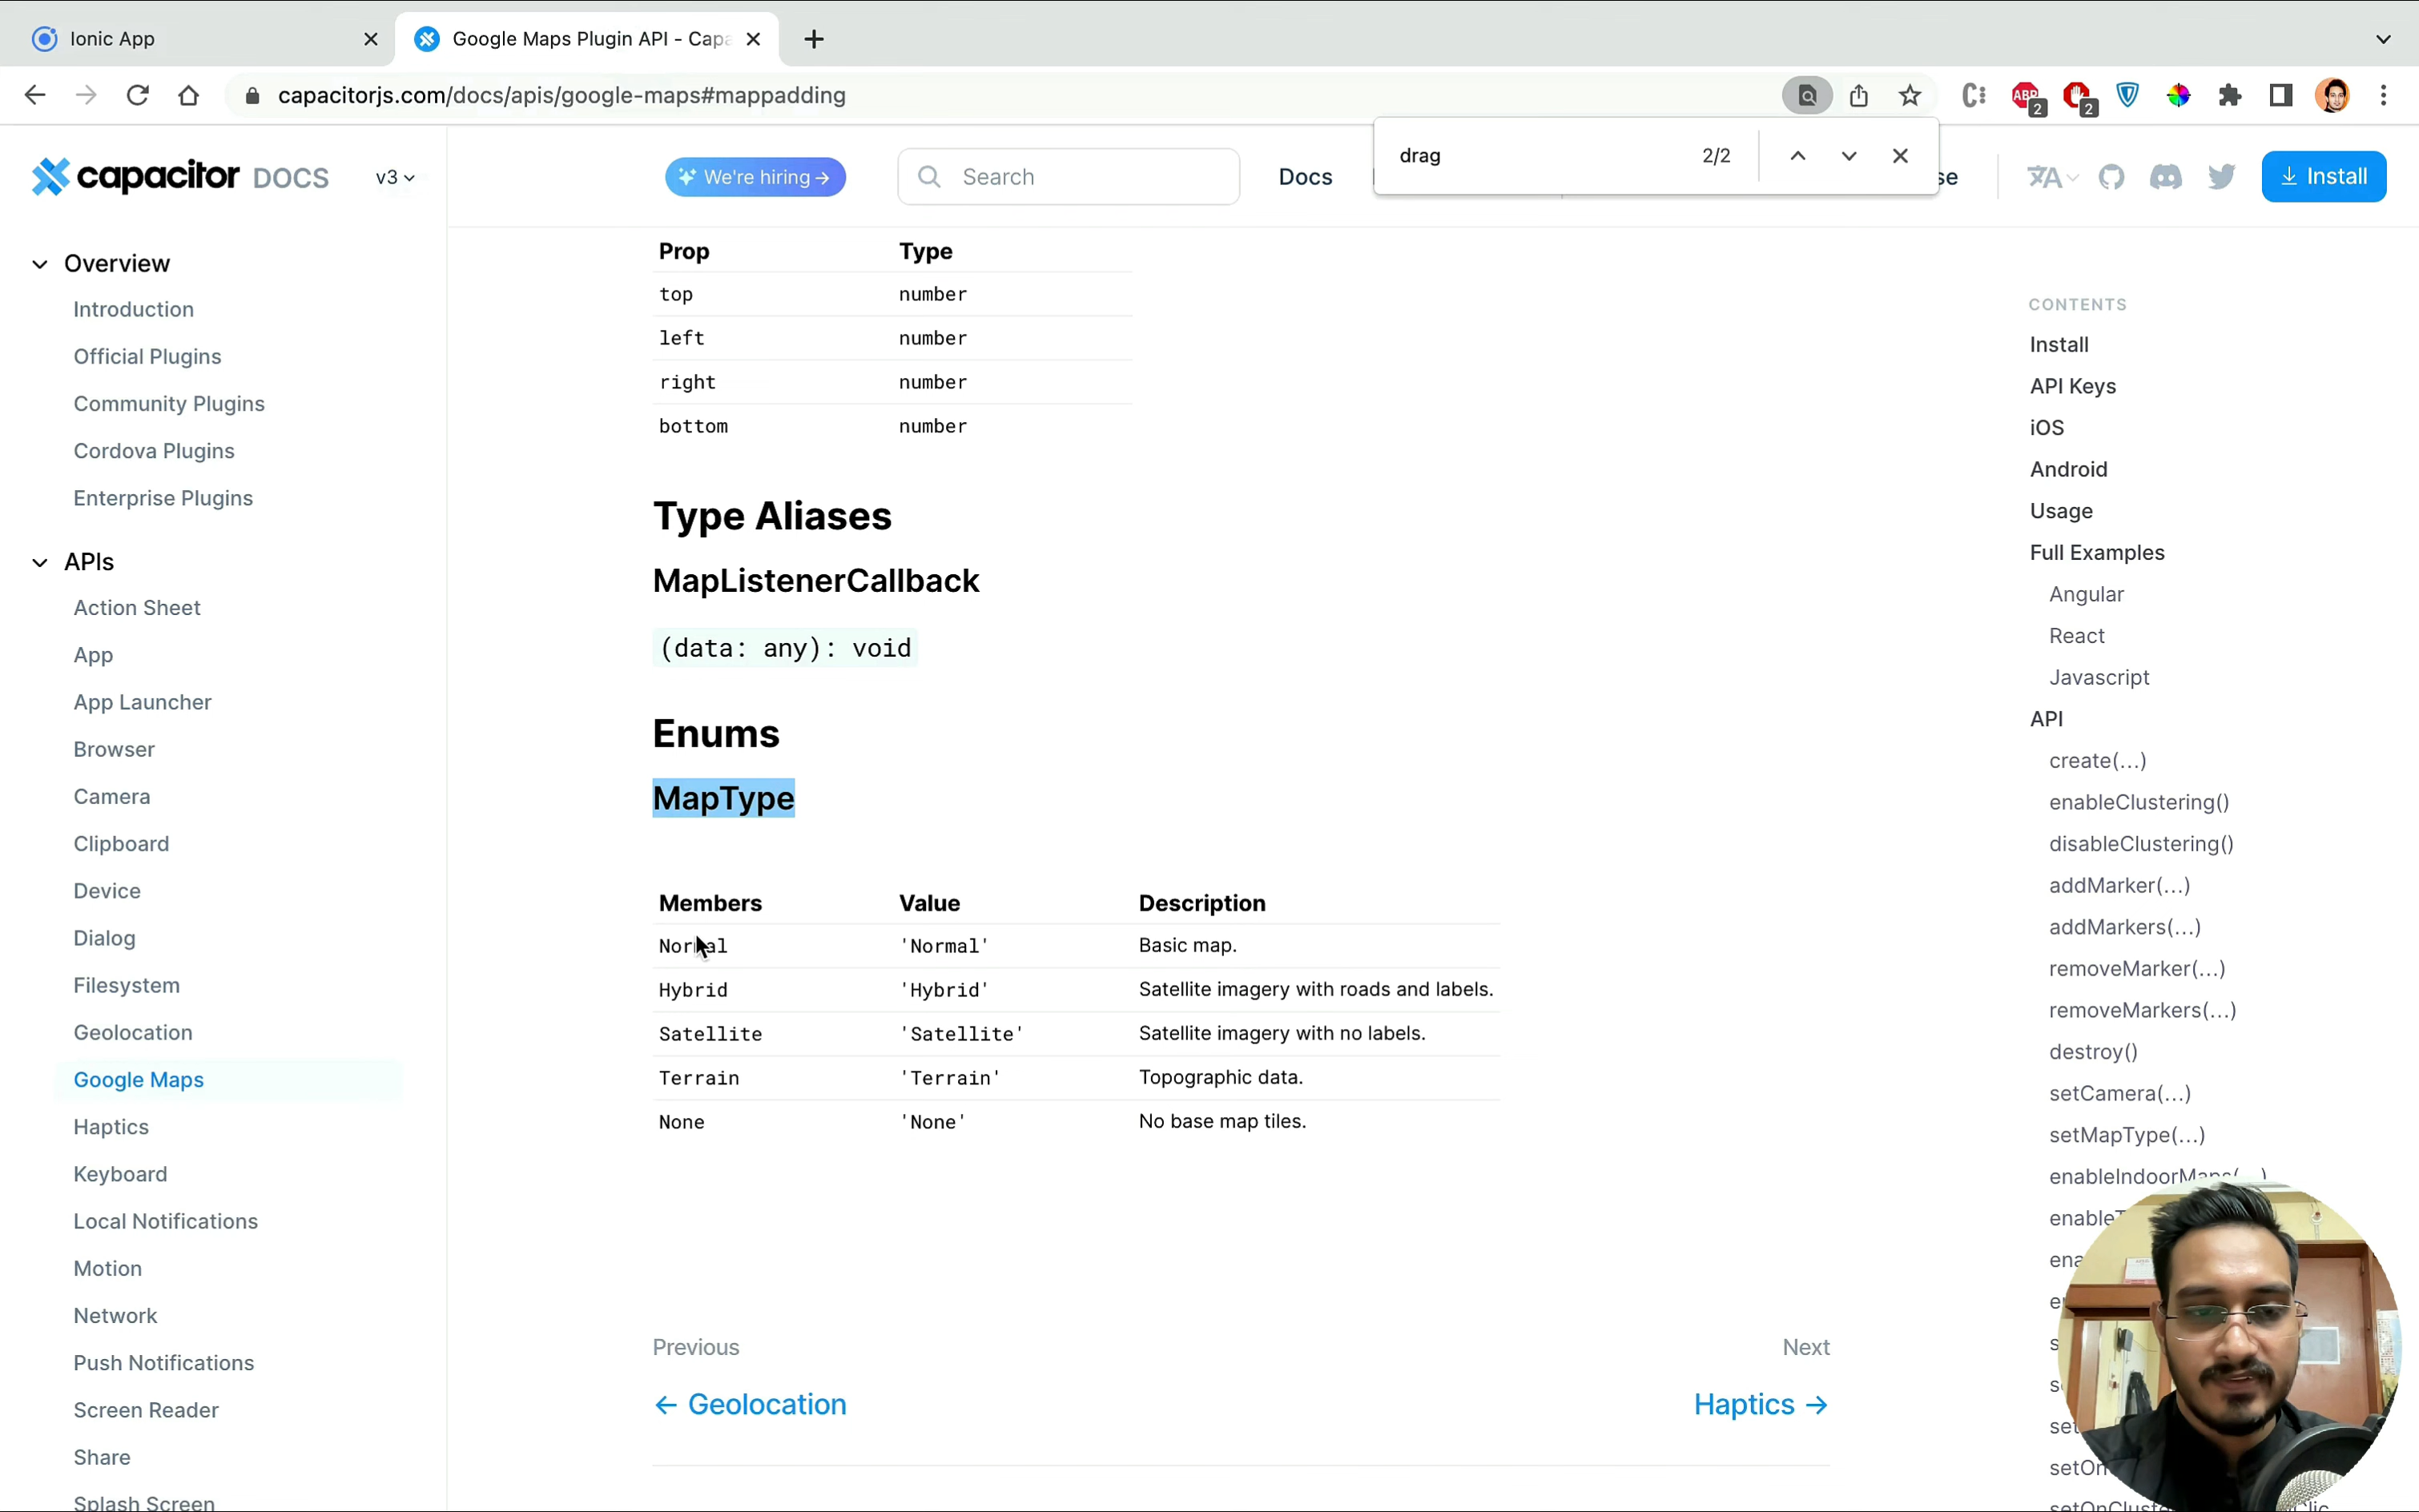 Ionic App
Google Maps Plugin API - Capa
capacitorjs.com/docs/apis/google-maps#mappadding
ABP 2
2
drag 2/2
capacitor DOCS v3
We're hiring →
Search
Docs
se
Install
Overview
Introduction
Official Plugins
Community Plugins
Cordova Plugins
Enterprise Plugins
APIs
Action Sheet
App
App Launcher
Browser
Camera
Clipboard
Device
Dialog
Filesystem
Geolocation
Google Maps
Haptics
Keyboard
Local Notifications
Motion
Network
Push Notifications
Screen Reader
Share
Splash Screen
Prop Type
top number
left number
right number
bottom number
Type Aliases
MapListenerCallback
(data: any): void
Enums
MapType
Members Value Description
Normal 'Normal' Basic map.
Hybrid 'Hybrid' Satellite imagery with roads and labels.
Satellite 'Satellite' Satellite imagery with no labels.
Terrain 'Terrain' Topographic data.
None 'None' No base map tiles.
Previous
← Geolocation
Next
Haptics →
CONTENTS
Install
API Keys
iOS
Android
Usage
Full Examples
Angular
React
Javascript
API
create(...)
enableClustering()
disableClustering()
addMarker(...)
addMarkers(...)
removeMarker(...)
removeMarkers(...)
destroy()
setCamera(...)
setMapType(...)
enableIndoorMaps(...)